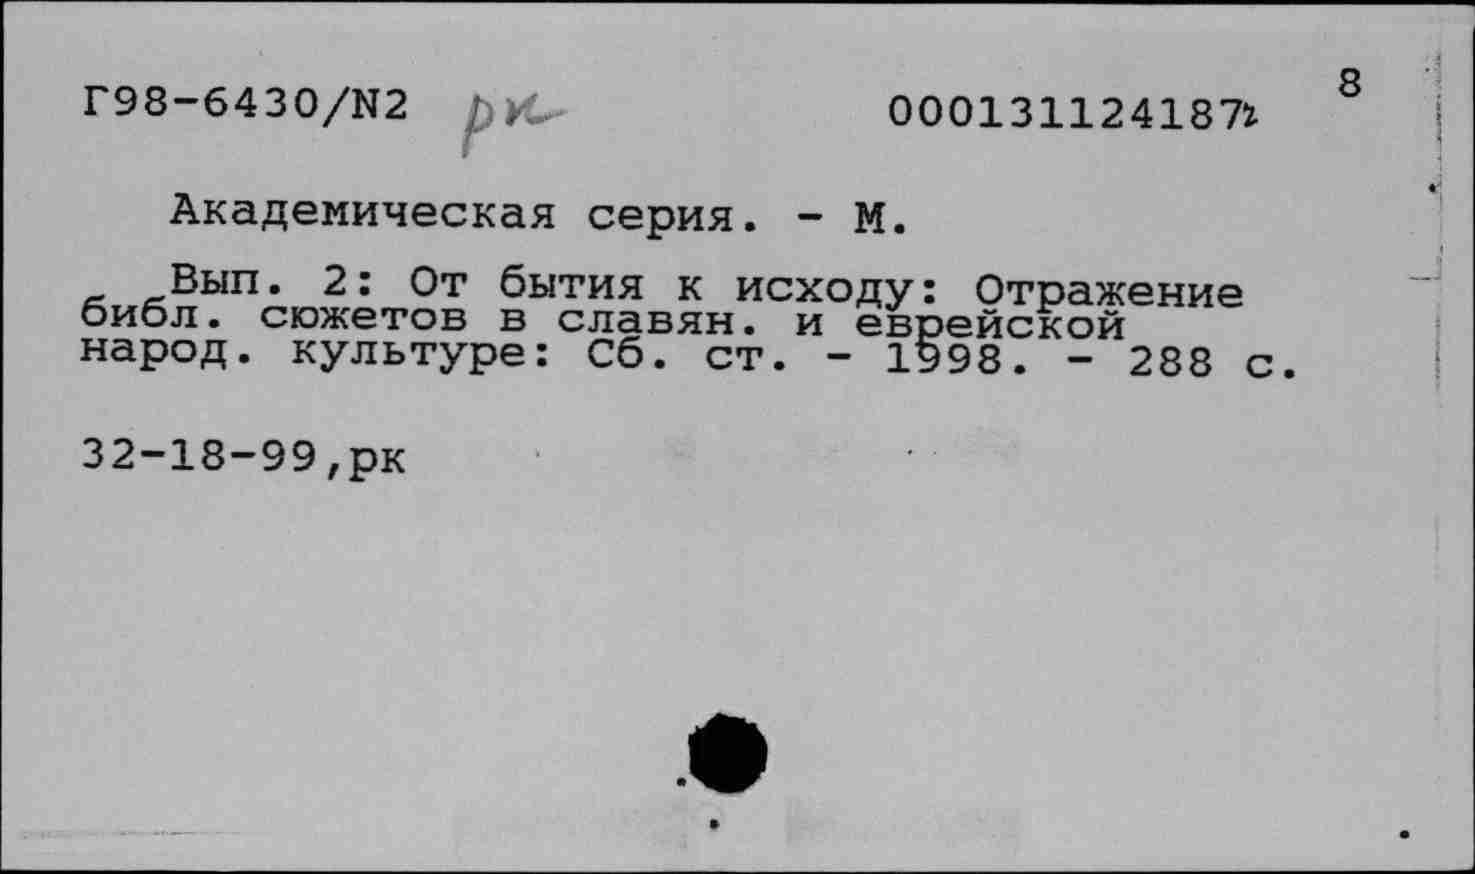 8
Г98-6430/N2 рк 0001311241872
Академическая серия. - М.
Вып. 2: От бытия к исходу: Отражение
библ. сюжетов в славян. и еврейской
народ. культуре: Сб. ст. - 1998. - 288 с.
32-18-99,рк